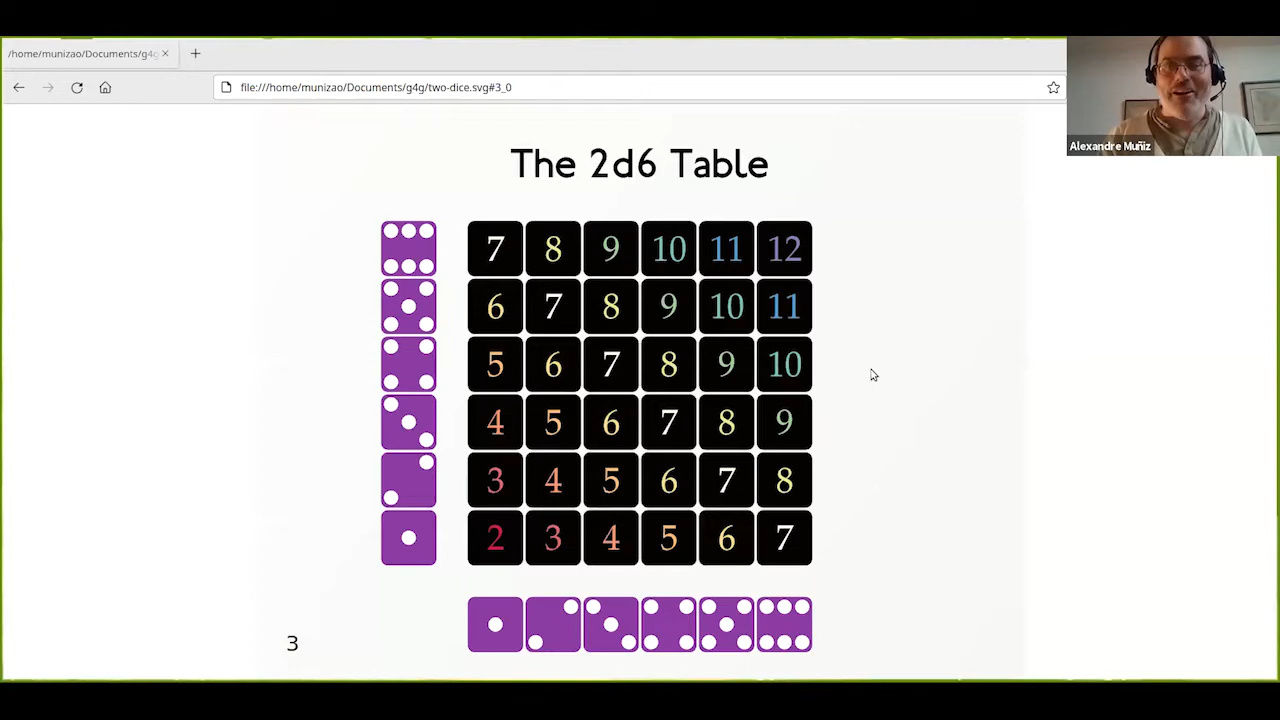 /home/munizao/Documents/g4g
file:///home/munizao/Documents/g4g/two-dice.svg#3_0
Alexandre Muñiz
The 2d6 Table
7 8 9 10 11 12
6 7 8 9 10 11
5 6 7 8 9 10
4 5 6 7 8 9
3 4 5 6 7 8
2 3 4 5 6 7
3